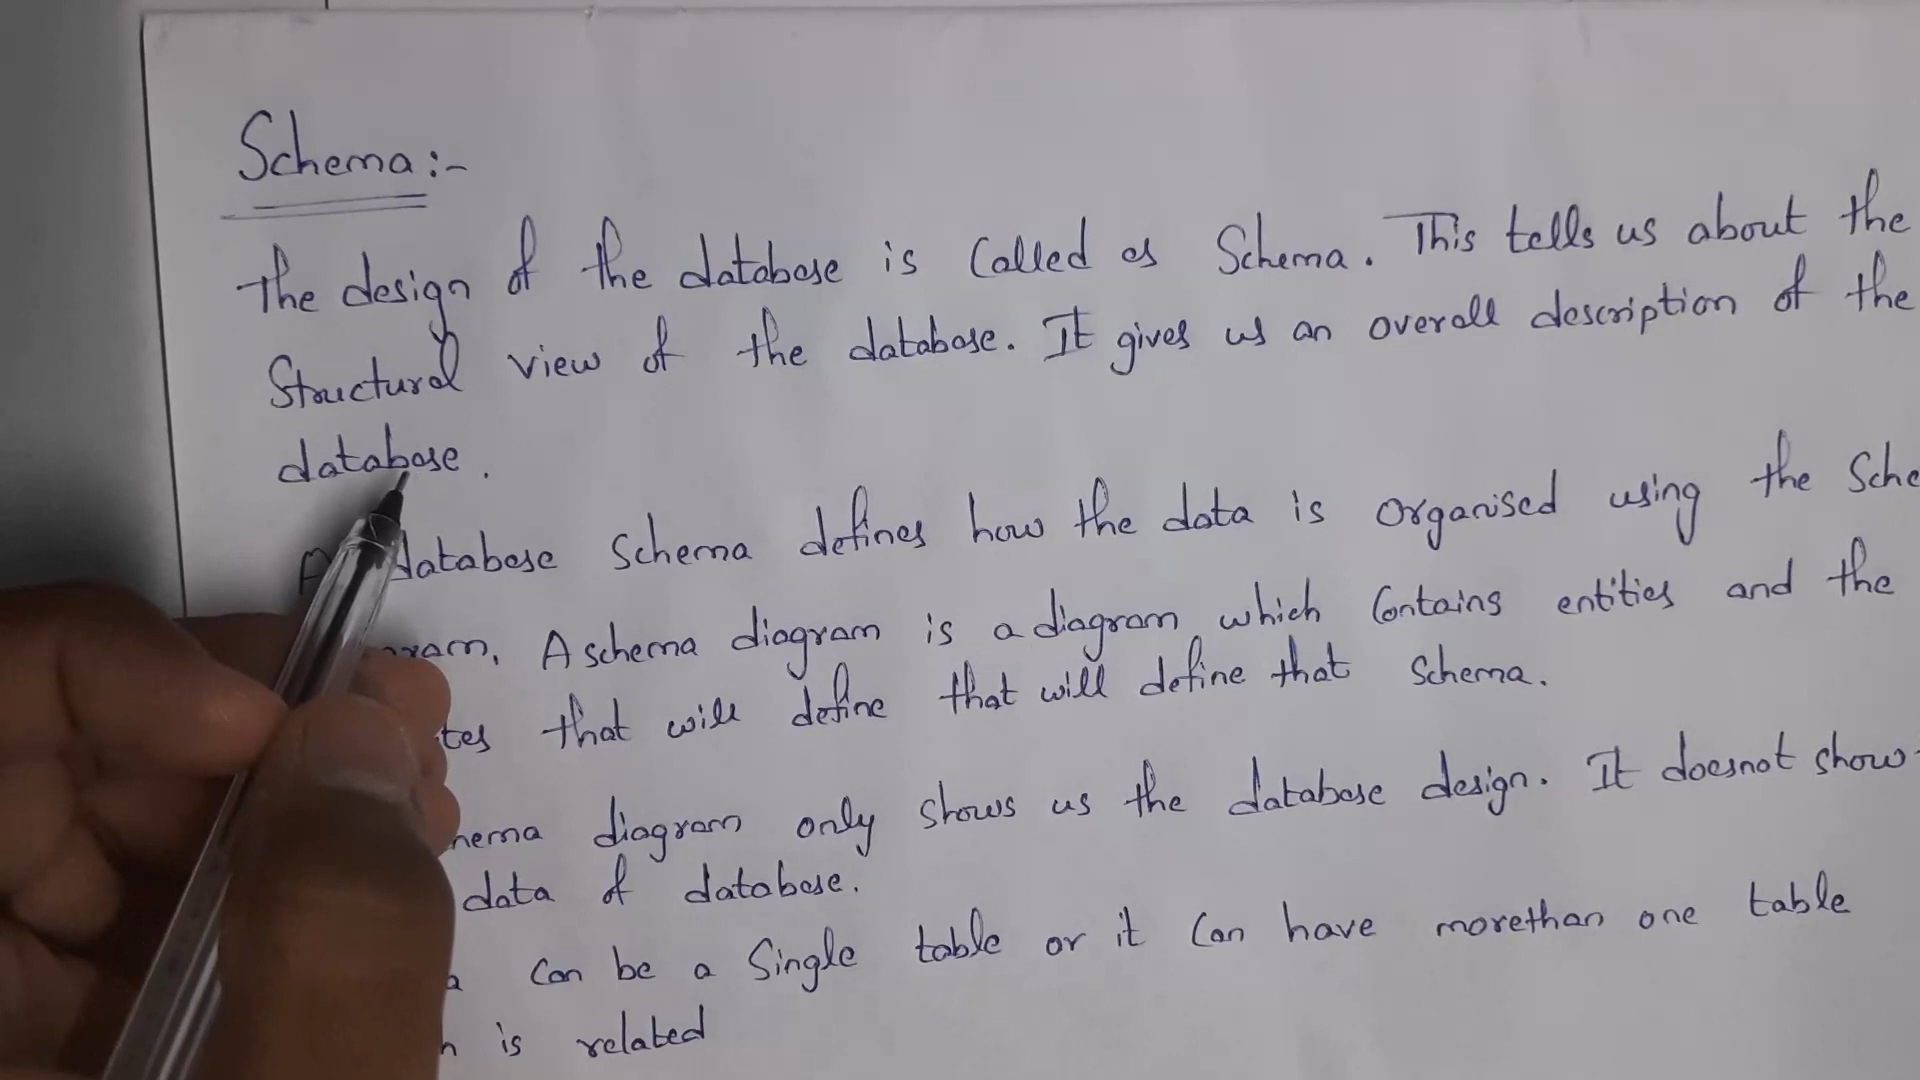 Schema:-
The design of the database is Called as Schema. This tells us about the
Structural view of the database. It gives us an overall description of the
database.
A database Schema defines how the data is Organised using the Sche
ram. A schema diagram is a diagram which Contains entities and the
tes that will define that will define that Schema.
hema diagram only shows us the database design. It doesnot show
data of database.
a Can be a Single table or it Can have morethan one table
h is related